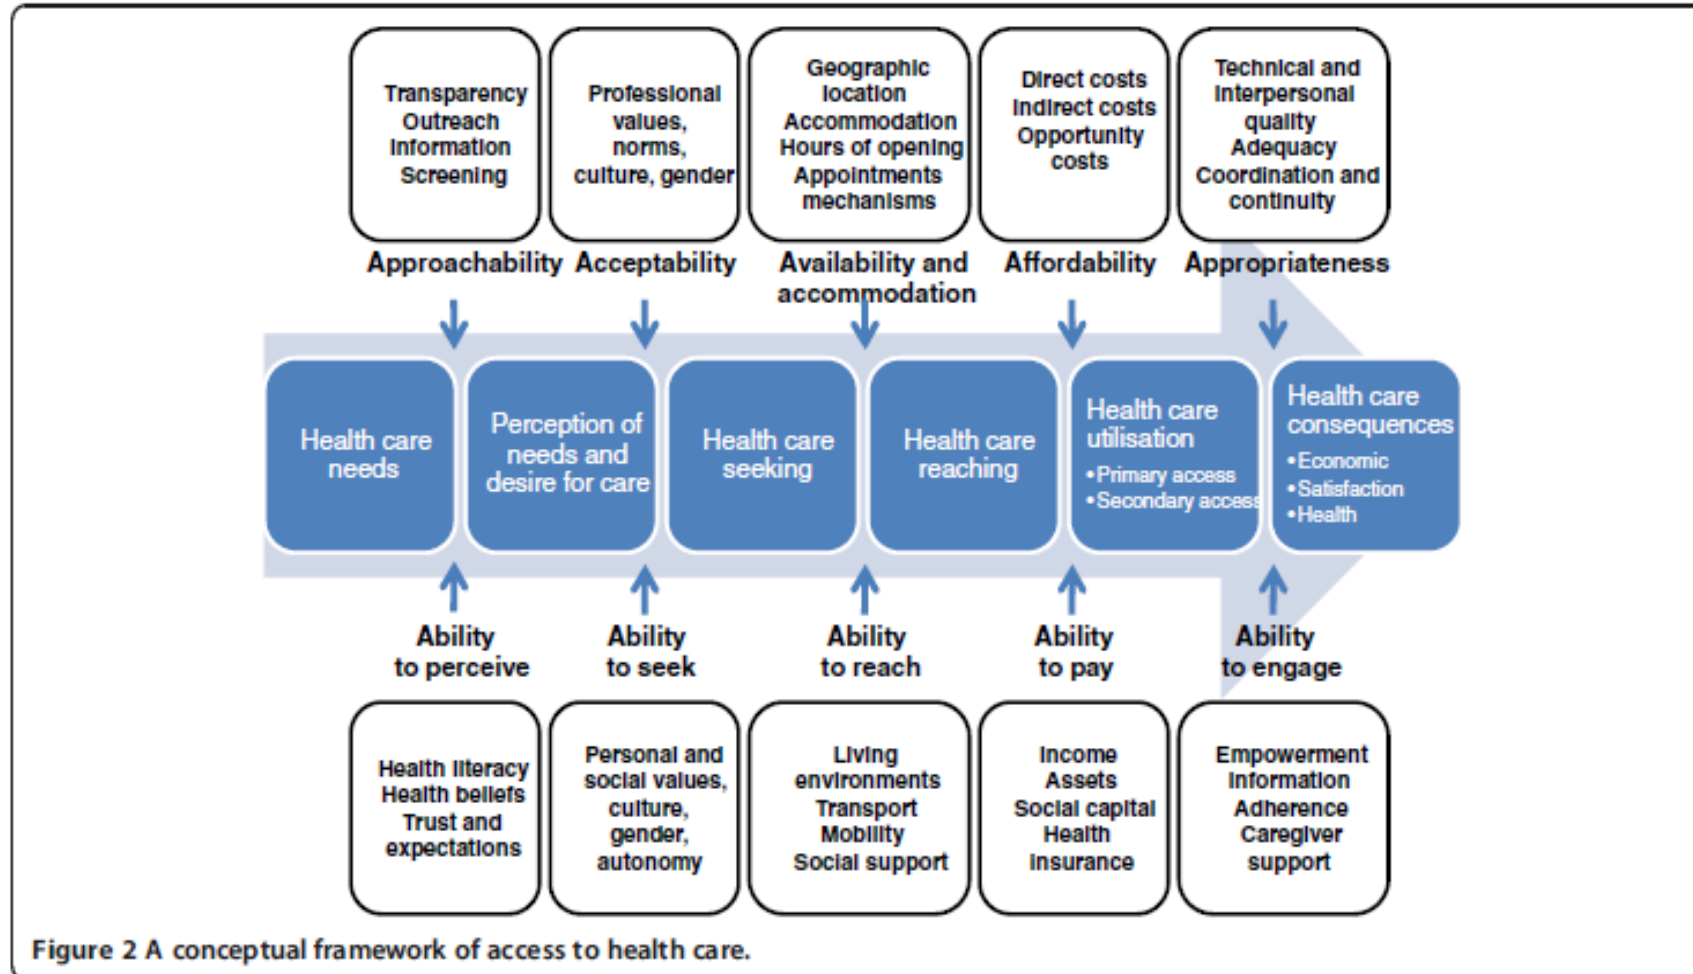 Transparency
Outreach
Information
Screening
Professional
values,
norms,
culture, gender
Geographic
location
Accommodation
Hours of opening
Appointments
mechanisms
Direct costs
Indirect costs
Opportunity
costs
Technical and
interpersonal
quality
Adequacy
Coordination and
continuity
Approachability
Acceptability
Availability and
accommodation
Affordability
Appropriateness
Health care
needs
Perception of
needs and
desire for care
Health care
seeking
Health care
reaching
Health care
utilisation
•Primary access
•Secondary access
Health care
consequences
•Economic
•Satisfaction
•Health
Ability
to perceive
Ability
to seek
Ability
to reach
Ability
to pay
Ability
to engage
Health literacy
Health beliefs
Trust and
expectations
Personal and
social values,
culture,
gender,
autonomy
Living
environments
Transport
Mobility
Social support
Income
Assets
Social capital
Health
insurance
Empowerment
Information
Adherence
Caregiver
support
Figure 2 A conceptual framework of access to health care.